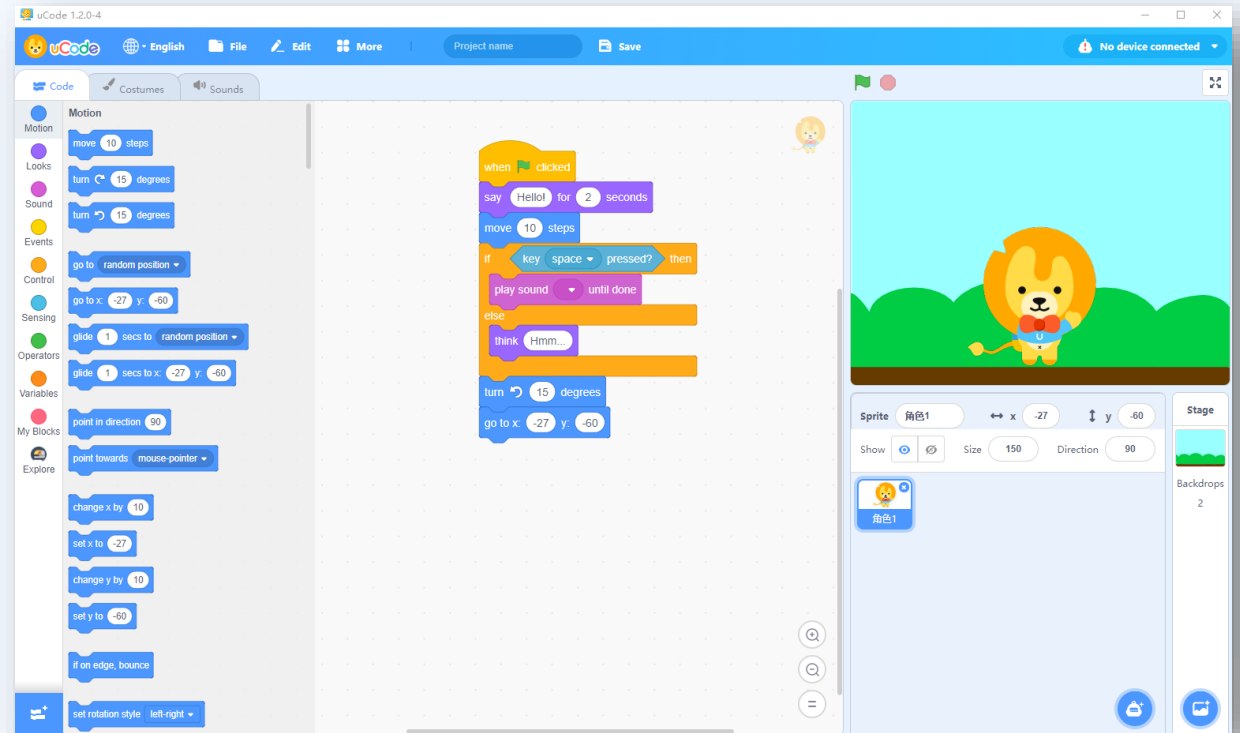 uCode 1.2.0-4
uCode English File Edit More Project name Save No device connected
Code Costumes Sounds
Motion
Looks
Sound
Events
Control
Sensing
Operators
Variables
My Blocks
Explore
Motion
move 10 steps
turn 15 degrees
turn 15 degrees
go to random position
go to x: -27 y: -60
glide 1 secs to random position
glide 1 secs to x: -27 y: -60
point in direction 90
point towards mouse-pointer
change x by 10
set x to -27
change y by 10
set y to -60
if on edge, bounce
set rotation style left-right
when clicked
say Hello! for 2 seconds
move 10 steps
if key space pressed? then
play sound until done
else
think Hmm...
turn 15 degrees
go to x: -27 y: -60
U
Sprite 角色1 x -27 y -60
Show Size 150 Direction 90
角色1
Stage
Backdrops
2